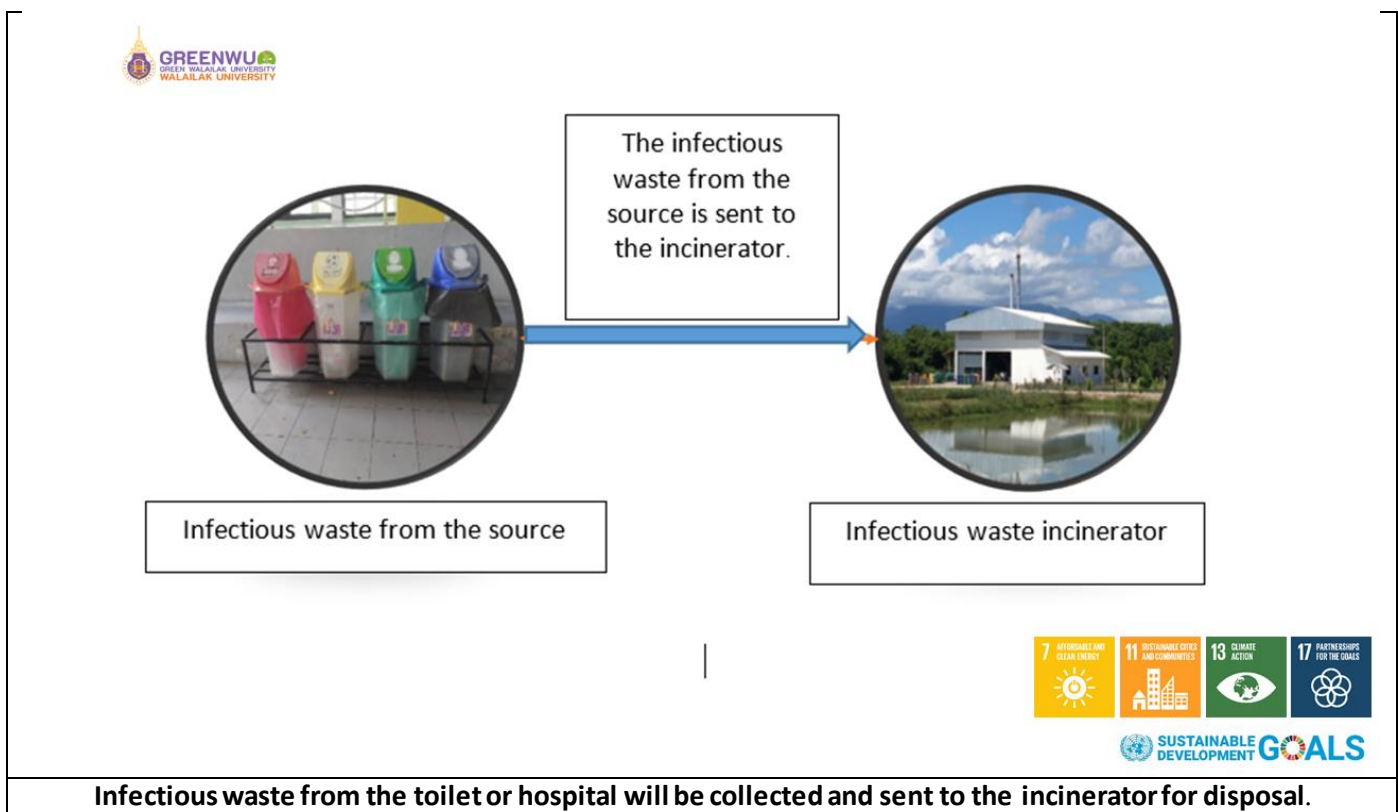 GREENWU
GREEN WALAILAK UNIVERSITY
WALAILAK UNIVERSITY
The infectious
waste from the
source is sent to
the incinerator.
Infectious waste from the source
Infectious waste incinerator
7 AFFORDABLE AND
CLEAN ENERGY
11 SUSTAINABLE CITIES
AND COMMUNITIES
13 CLIMATE
ACTION
17 PARTNERSHIPS
FOR THE GOALS
SUSTAINABLE
DEVELOPMENT GOALS
Infectious waste from the toilet or hospital will be collected and sent to the incinerator for disposal.